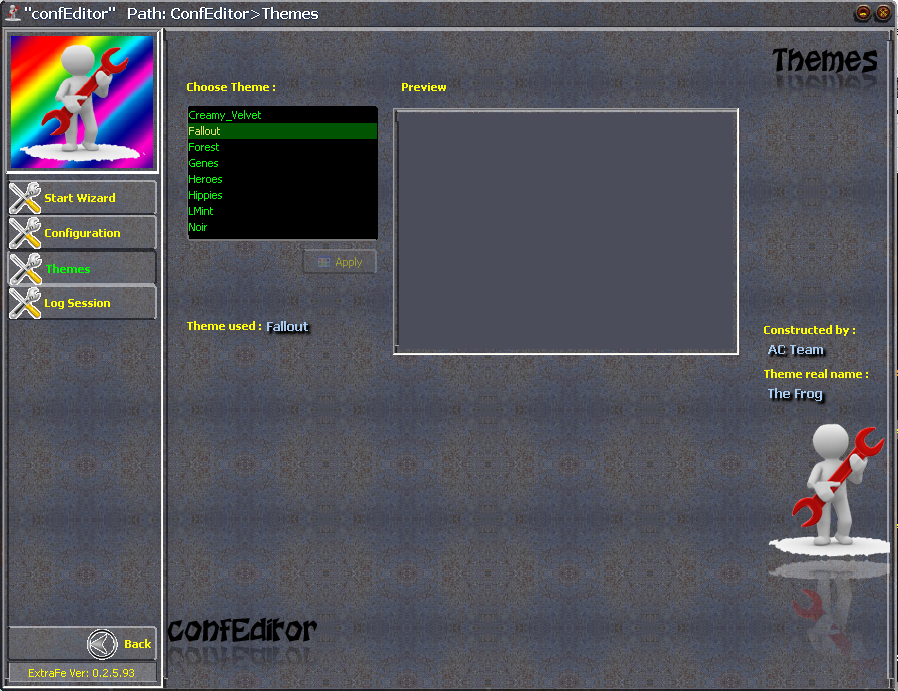 "confEditor" Path: ConfEditor>Themes
Themes
Choose Theme :
Preview
Creamy_Velvet
Fallout
Forest
Genes
Heroes
Hippies
LMint
Noir
Apply
Start Wizard
Configuration
Themes
Log Session
Theme used : Fallout
Constructed by :
AC Team
Theme real name :
The Frog
confEditor
Back
ExtraFe Ver: 0.2.5.93